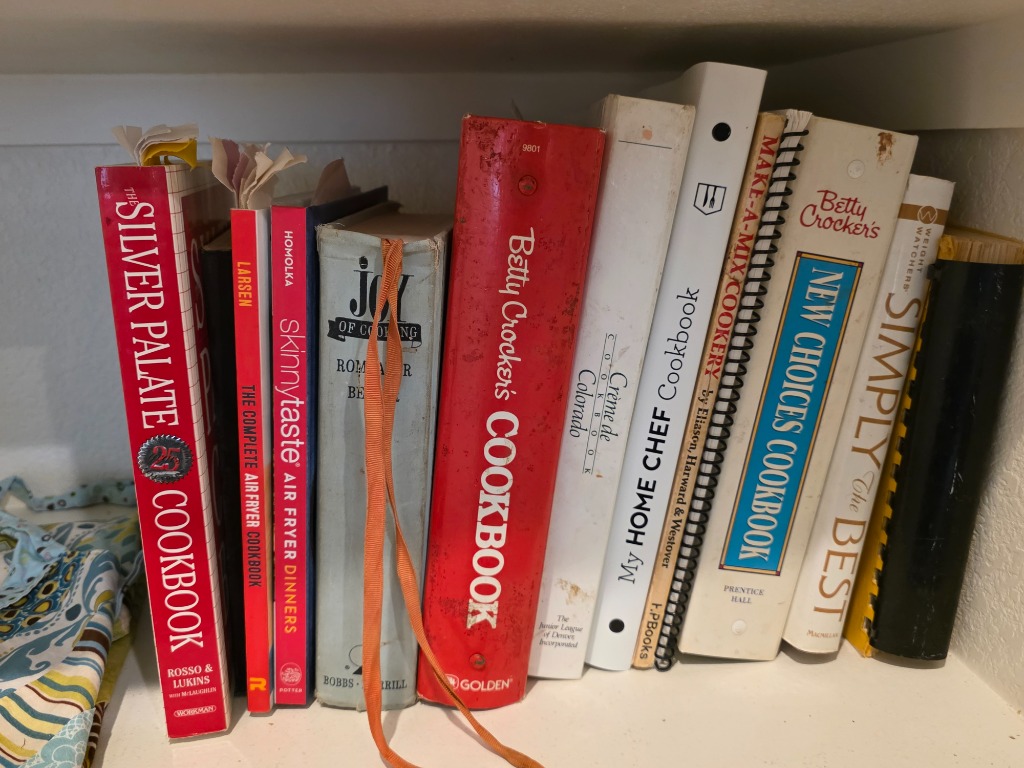 THE
SILVER PALATE
25
COOKBOOK
ROSSO &
LUKINS
WITH McLAUGHLIN
WORKMAN
LARSEN
THE COMPLETE AIR FRYER COOKBOOK
R
HOMOLKA
Skinnytaste® AIR FRYER DINNERS
POTTER
JOY
OF COOKING
BOBBS
9801
Betty Crocker's COOKBOOK
GOLDEN®
Crème de
COOKBOOK
Colorado
The
Junior League
of Denver,
Incorporated
My HOME CHEF Cookbook
MAKE-A-MIX COOKERY
by Eliason, Harward & Westover
HPBooks
Betty
Crocker's
NEW CHOICES COOKBOOK
PRENTICE
HALL
WEIGHT
WATCHERS®
SIMPLY the BEST
MACMILLAN